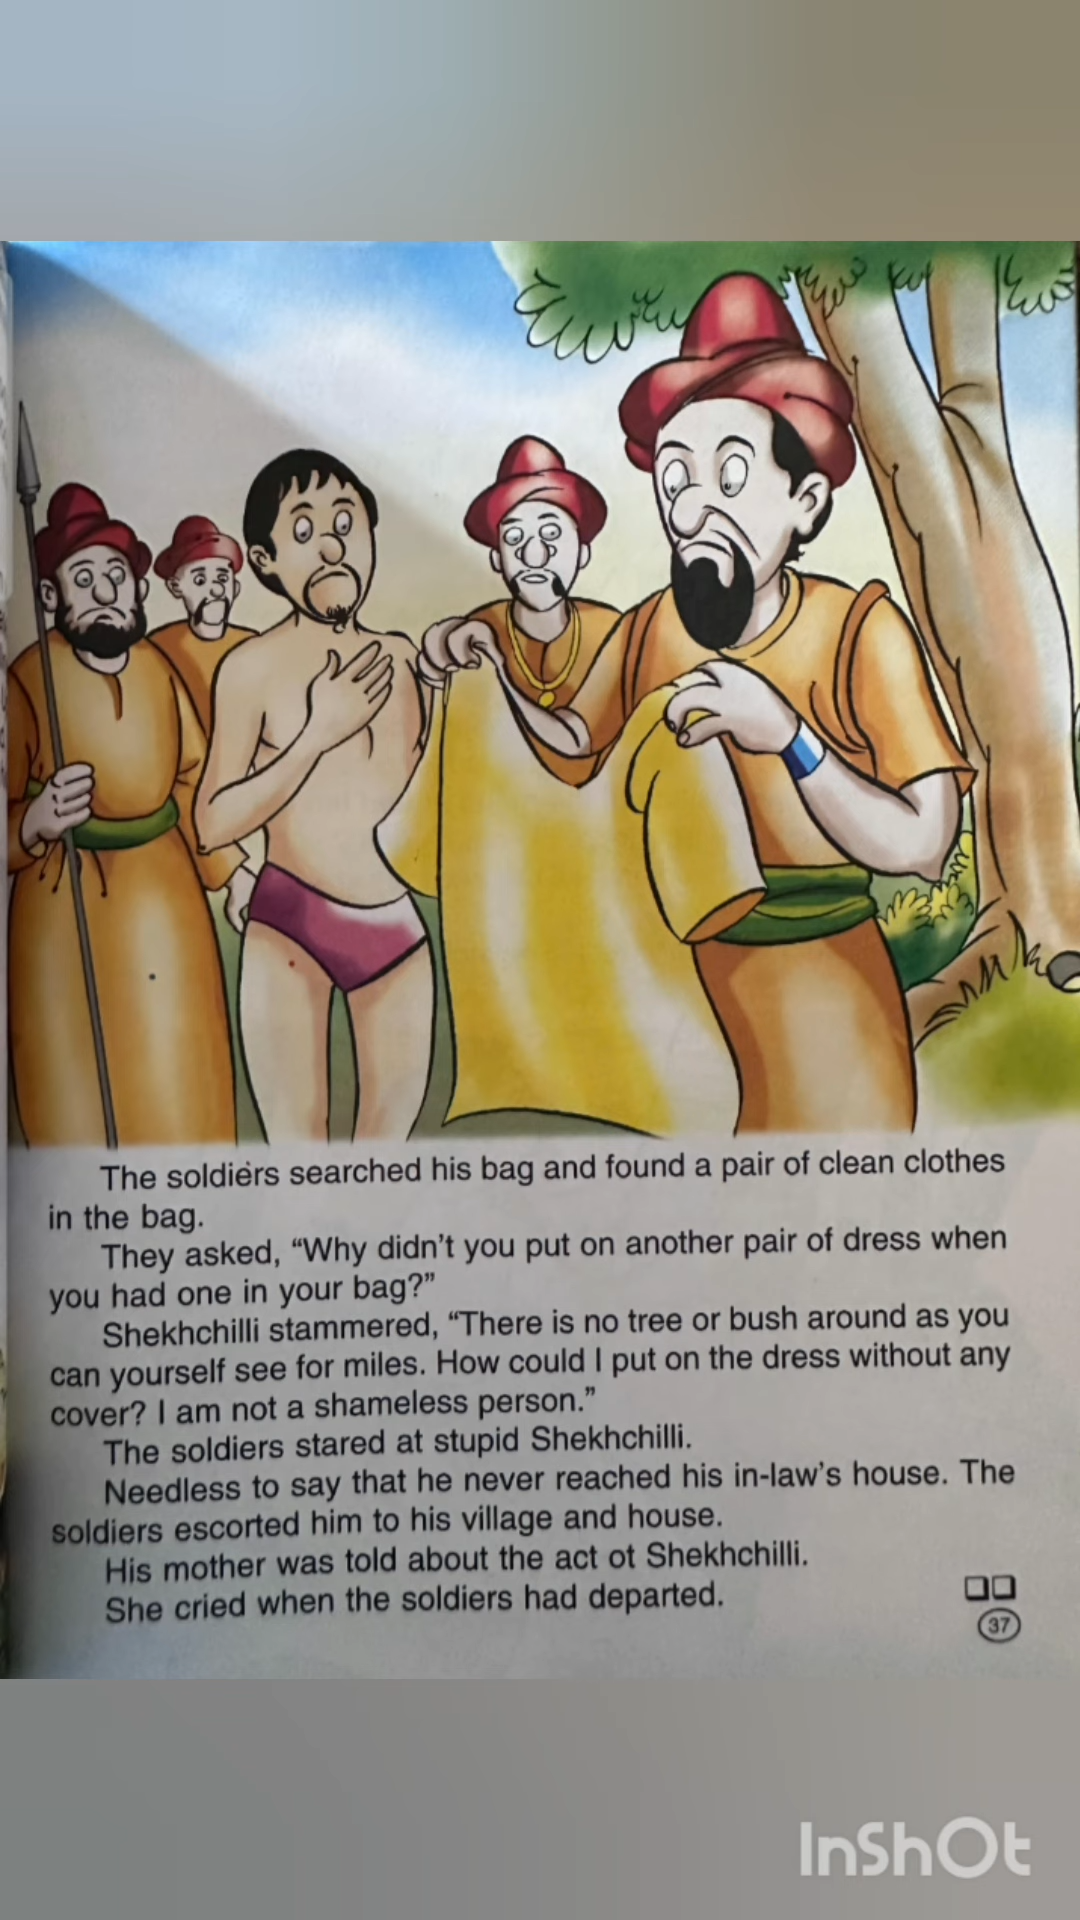 The soldiers searched his bag and found a pair of clean clothes
in the bag.
They asked, “Why didn’t you put on another pair of dress when
you had one in your bag?”
Shekhchilli stammered, “There is no tree or bush around as you
can yourself see for miles. How could I put on the dress without any
cover? I am not a shameless person.”
The soldiers stared at stupid Shekhchilli.
Needless to say that he never reached his in-law’s house. The
soldiers escorted him to his village and house.
His mother was told about the act ot Shekhchilli.
She cried when the soldiers had departed.
37
InShOt